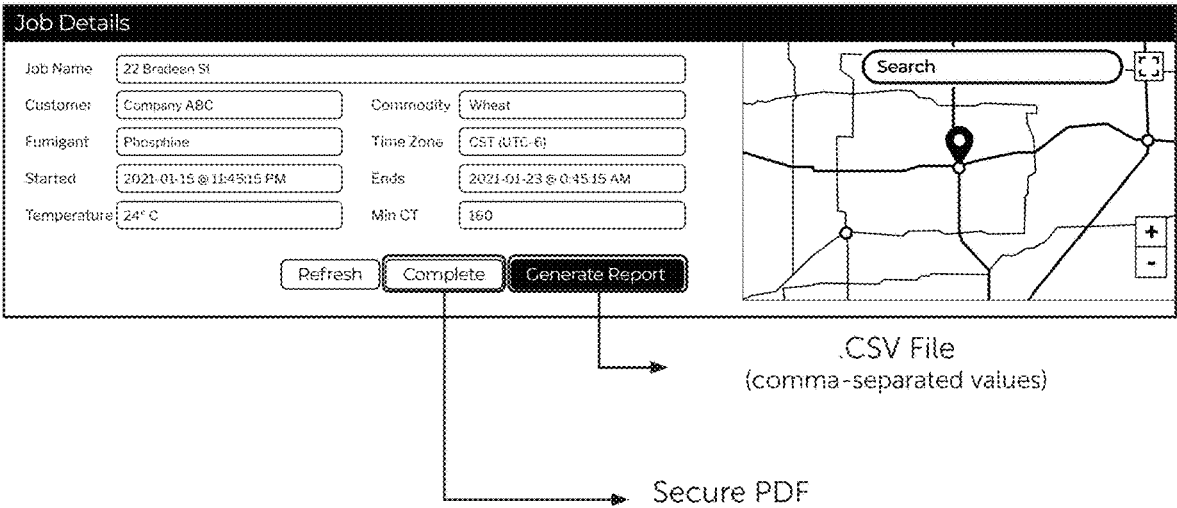 Job Details
Job Name 22 Bradean St
Search
Customer Company ABC Commodity Wheat
Fumigant Phosphine Time Zone CST (UTC-6)
Started 2021-01-15 @ 11:45:15 PM Ends 2021-01-23 @ 0:45:15 AM
Temperature 24° C Min CT 160
+
-
Refresh Complete Generate Report
.CSV File
(comma-separated values)
Secure PDF